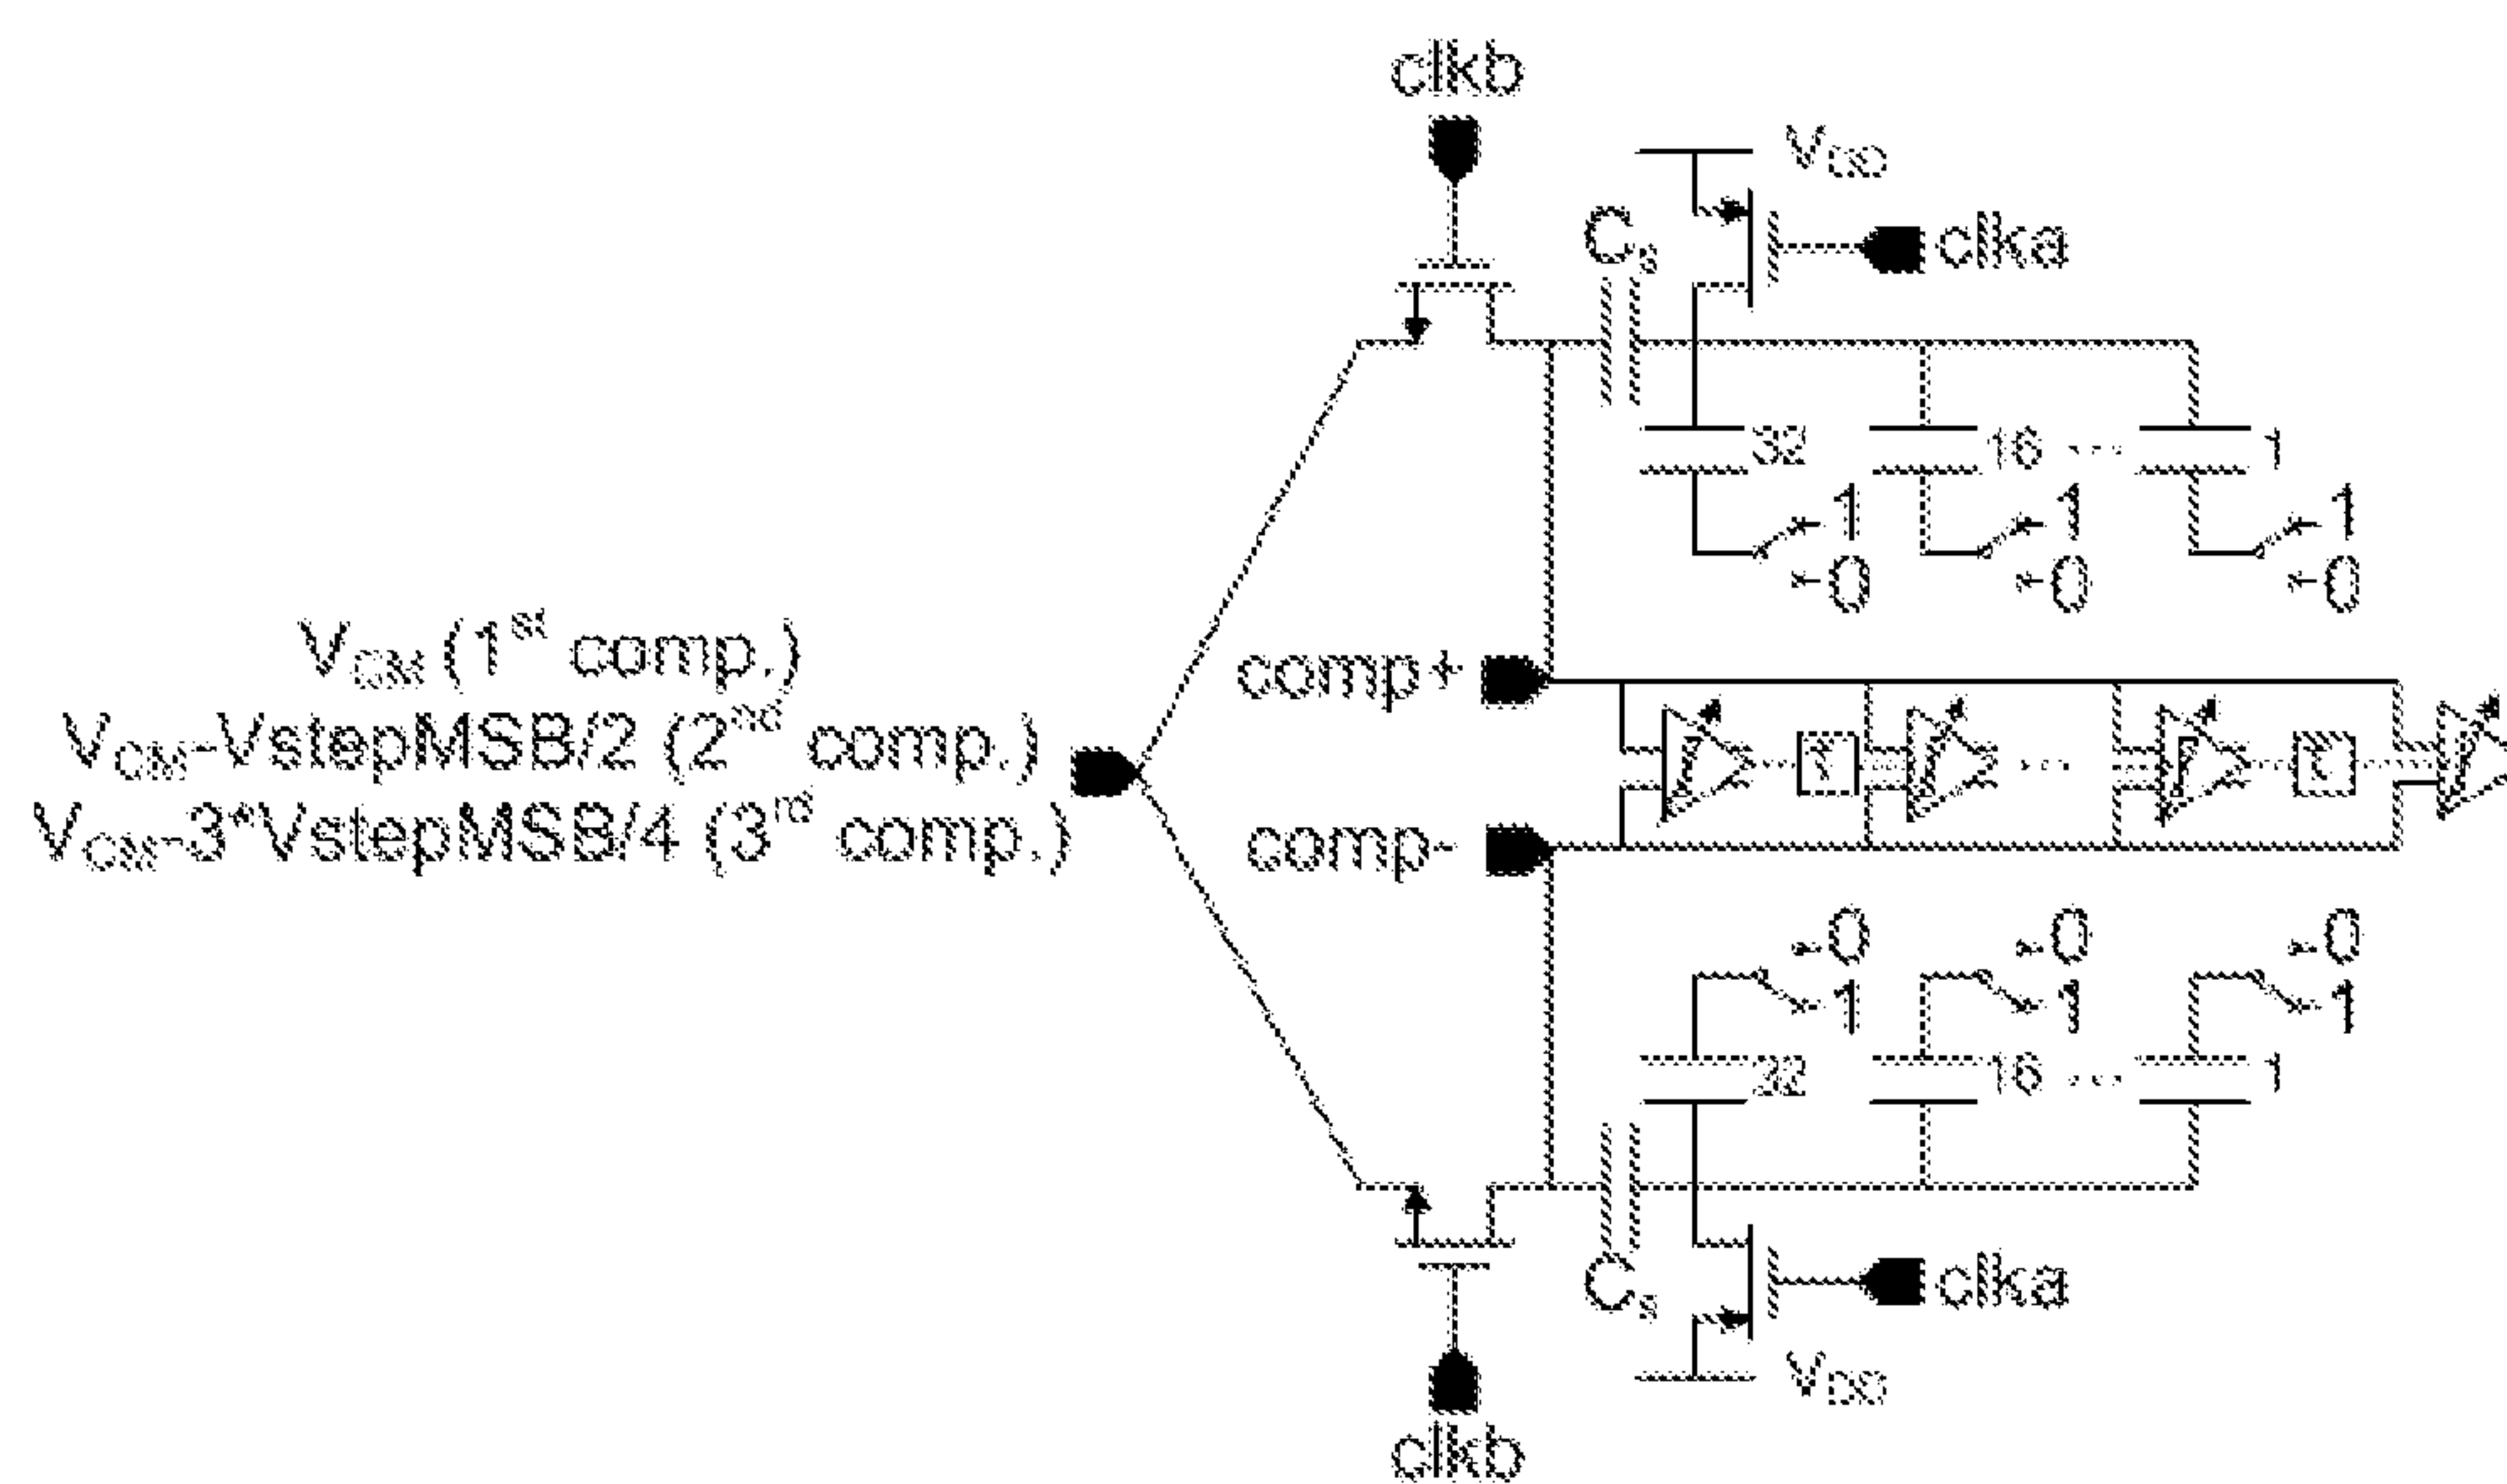 clkb
VDD
Cs
clka
32
16 ...
1
1
1
1
0
0
0
VCM (1st comp.)
comp+
VCM-VstepMSB/2 (2nd comp.)
τ
...
τ
VCM-3*VstepMSB/4 (3rd comp.)
comp-
0
0
0
1
1
1
32
16 ...
1
Cs
clka
VDD
clkb